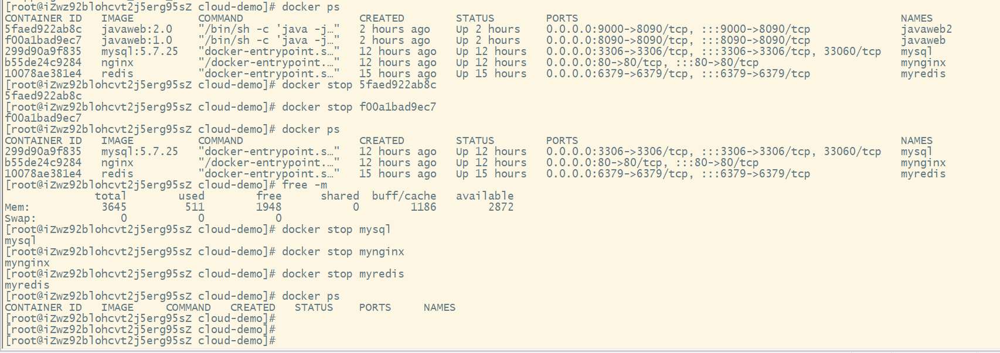 [root@iZwz92blohcvt2j5erg95sZ cloud-demo]# docker ps
CONTAINER ID   IMAGE          COMMAND                  CREATED        STATUS        PORTS                                                  NAMES
5faed922ab8c   javaweb:2.0    "/bin/sh -c 'java -j…"   2 hours ago    Up 2 hours    0.0.0.0:9000->8090/tcp, :::9000->8090/tcp              javaweb2
f00a1bad9ec7   javaweb:1.0    "/bin/sh -c 'java -j…"   2 hours ago    Up 2 hours    0.0.0.0:8090->8090/tcp, :::8090->8090/tcp              javaweb
299d90a9f835   mysql:5.7.25   "docker-entrypoint.s…"   12 hours ago   Up 12 hours   0.0.0.0:3306->3306/tcp, :::3306->3306/tcp, 33060/tcp   mysql
b55de24c9284   nginx          "/docker-entrypoint.…"   12 hours ago   Up 12 hours   0.0.0.0:80->80/tcp, :::80->80/tcp                      mynginx
10078ae381e4   redis          "docker-entrypoint.s…"   15 hours ago   Up 15 hours   0.0.0.0:6379->6379/tcp, :::6379->6379/tcp              myredis
[root@iZwz92blohcvt2j5erg95sZ cloud-demo]# docker stop 5faed922ab8c
5faed922ab8c
[root@iZwz92blohcvt2j5erg95sZ cloud-demo]# docker stop f00a1bad9ec7
f00a1bad9ec7
[root@iZwz92blohcvt2j5erg95sZ cloud-demo]# docker ps
CONTAINER ID   IMAGE          COMMAND                  CREATED        STATUS        PORTS                                                  NAMES
299d90a9f835   mysql:5.7.25   "docker-entrypoint.s…"   12 hours ago   Up 12 hours   0.0.0.0:3306->3306/tcp, :::3306->3306/tcp, 33060/tcp   mysql
b55de24c9284   nginx          "/docker-entrypoint.…"   12 hours ago   Up 12 hours   0.0.0.0:80->80/tcp, :::80->80/tcp                      mynginx
10078ae381e4   redis          "docker-entrypoint.s…"   15 hours ago   Up 15 hours   0.0.0.0:6379->6379/tcp, :::6379->6379/tcp              myredis
[root@iZwz92blohcvt2j5erg95sZ cloud-demo]# free -m
              total        used        free      shared  buff/cache   available
Mem:           3645         511        1948           0        1186        2872
Swap:             0           0           0
[root@iZwz92blohcvt2j5erg95sZ cloud-demo]# docker stop mysql
mysql
[root@iZwz92blohcvt2j5erg95sZ cloud-demo]# docker stop mynginx
mynginx
[root@iZwz92blohcvt2j5erg95sZ cloud-demo]# docker stop myredis
myredis
[root@iZwz92blohcvt2j5erg95sZ cloud-demo]# docker ps
CONTAINER ID   IMAGE     COMMAND   CREATED   STATUS    PORTS     NAMES
[root@iZwz92blohcvt2j5erg95sZ cloud-demo]#
[root@iZwz92blohcvt2j5erg95sZ cloud-demo]#
[root@iZwz92blohcvt2j5erg95sZ cloud-demo]#